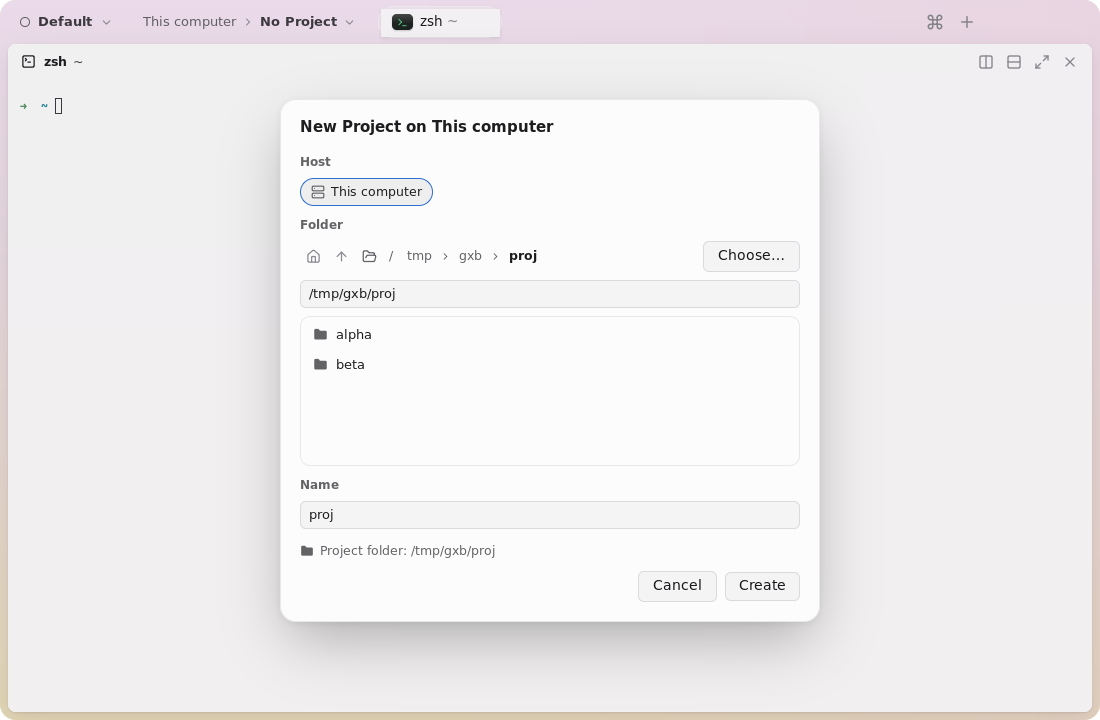 Default This computer > No Project zsh ~
zsh ~
➜ ~
New Project on This computer
Host
This computer
Folder
/ tmp > gxb > proj Choose...
/tmp/gxb/proj
alpha
beta
Name
proj
Project folder: /tmp/gxb/proj
Cancel Create